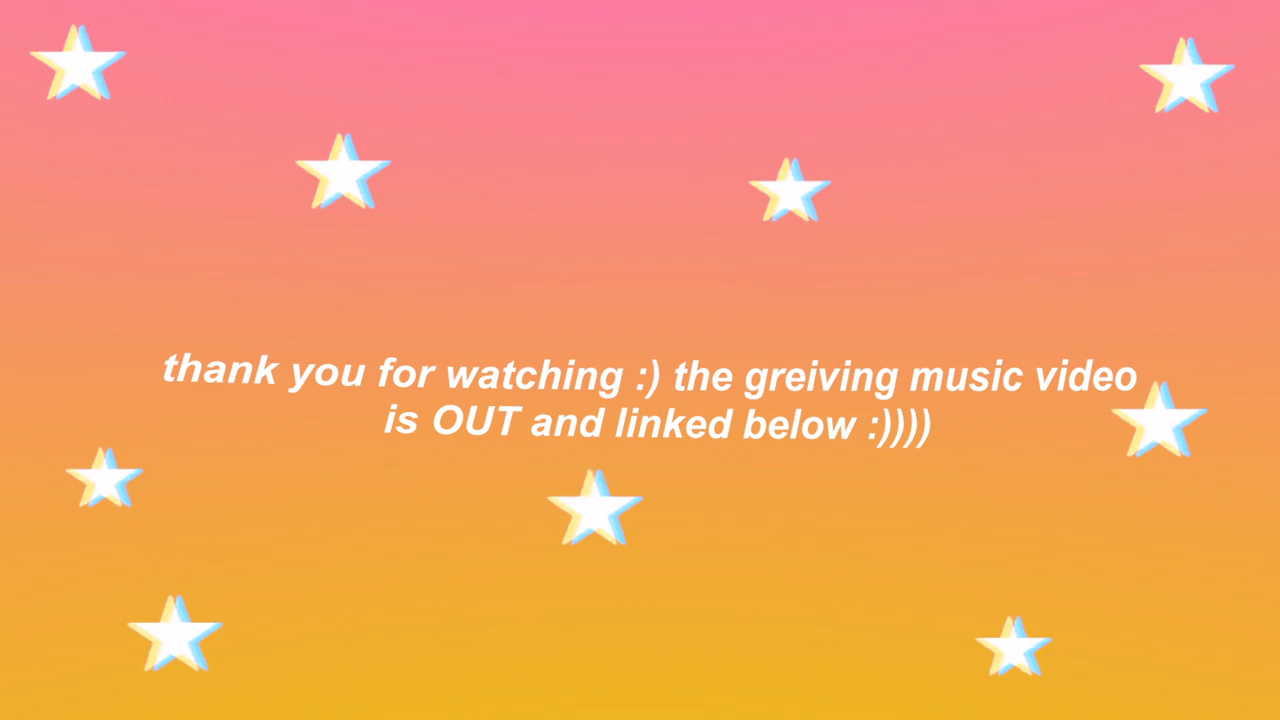 thank you for watching :) the greiving music video
is OUT and linked below :))))